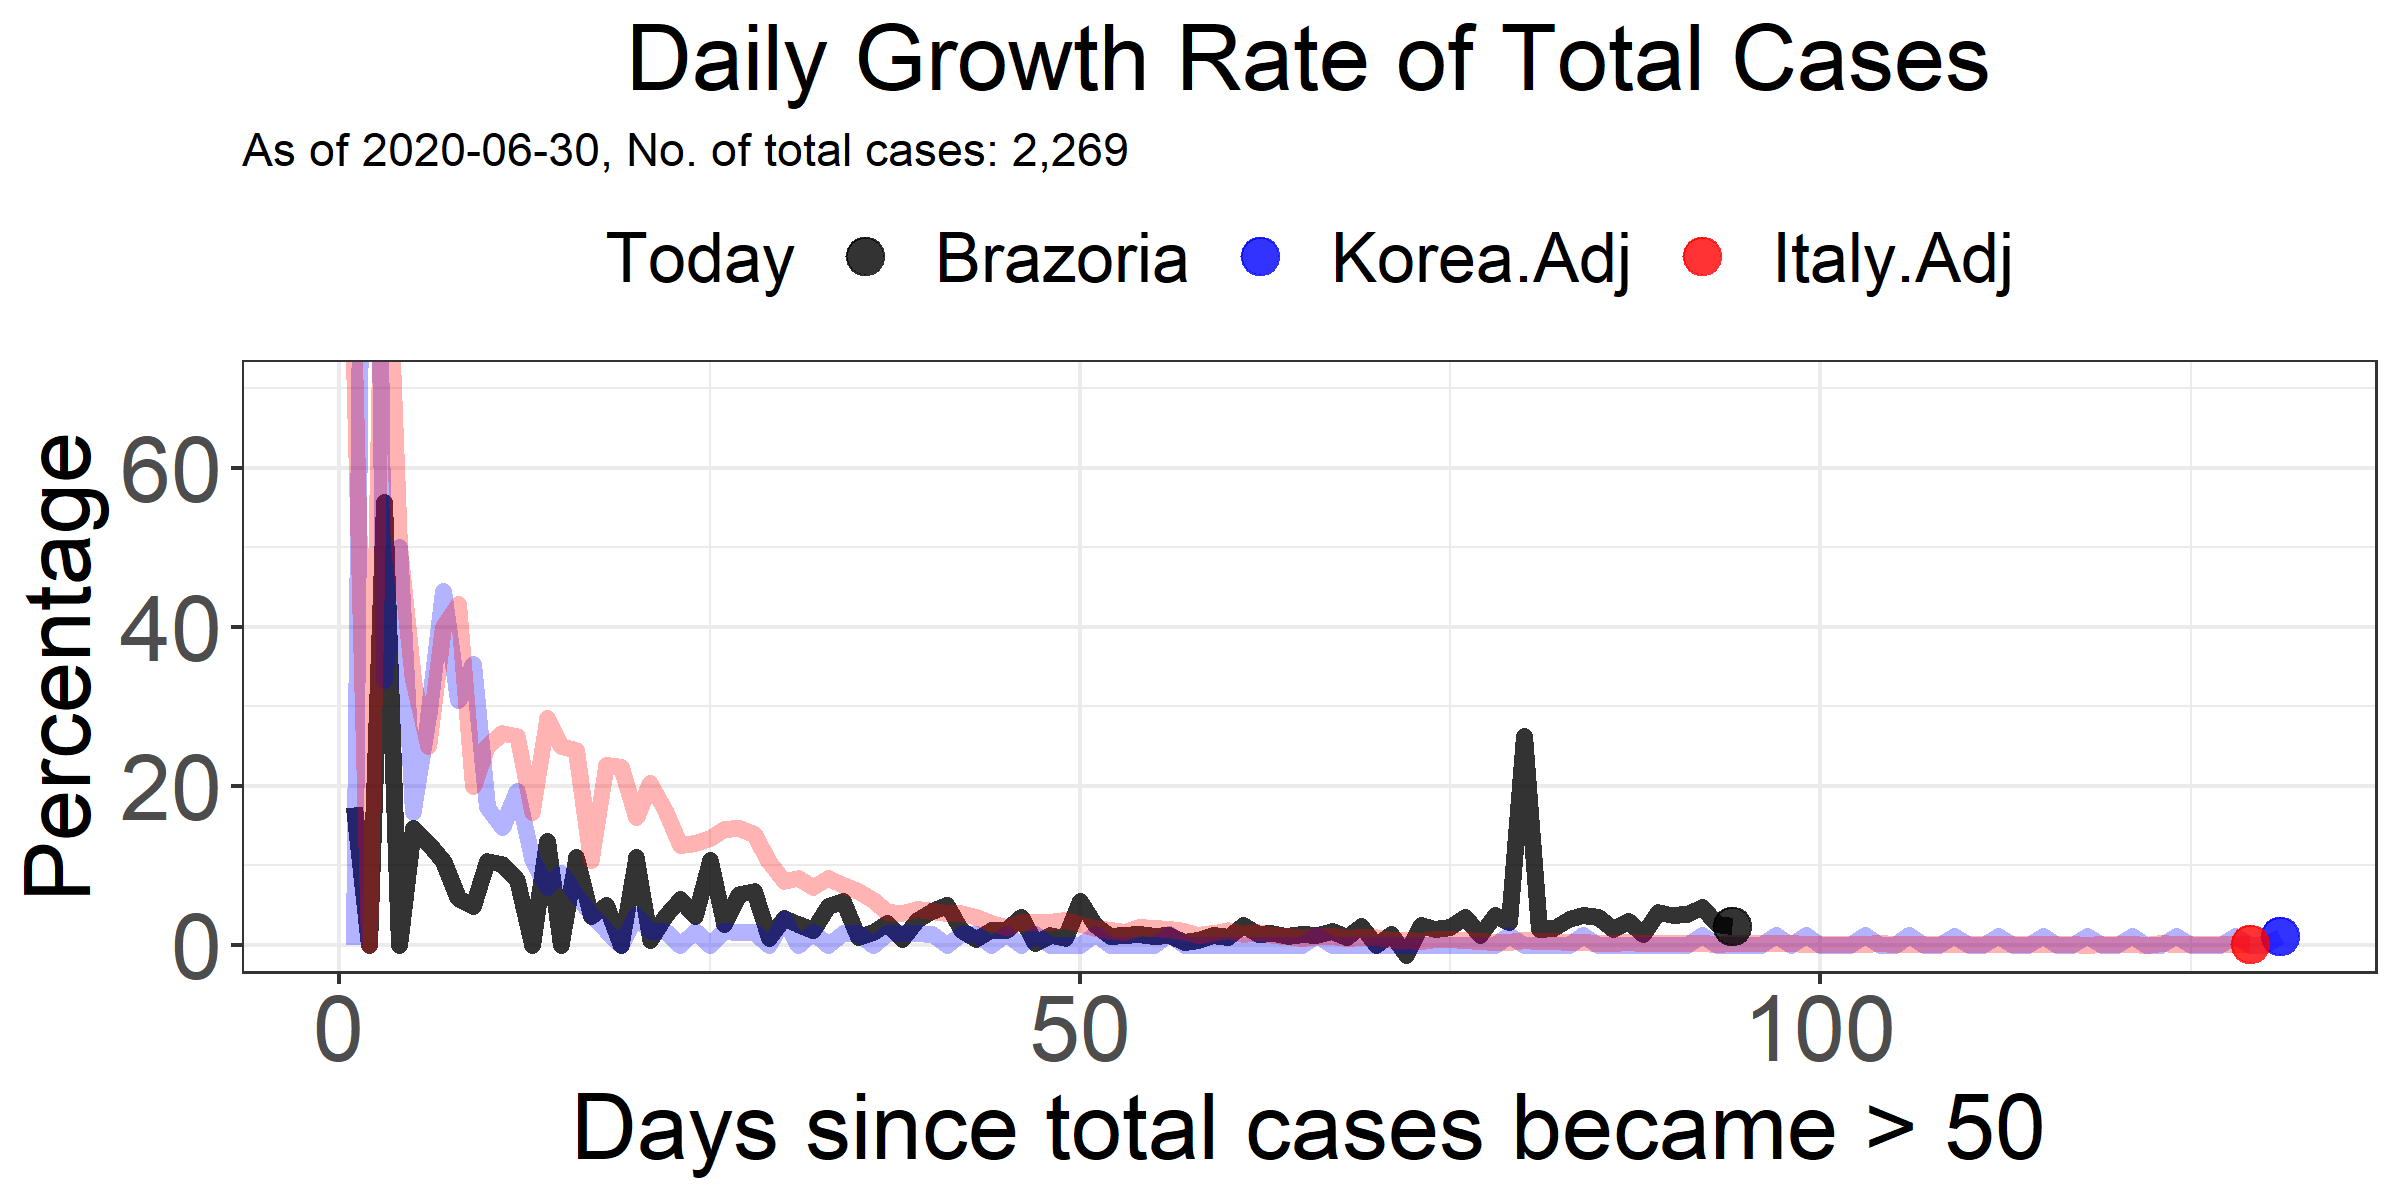 Daily Growth Rate of Total Cases
As of 2020-06-30, No. of total cases: 2,269
Today Brazoria Korea.Adj Italy.Adj
Percentage
60
40
20
0
0 50 100
Days since total cases became > 50